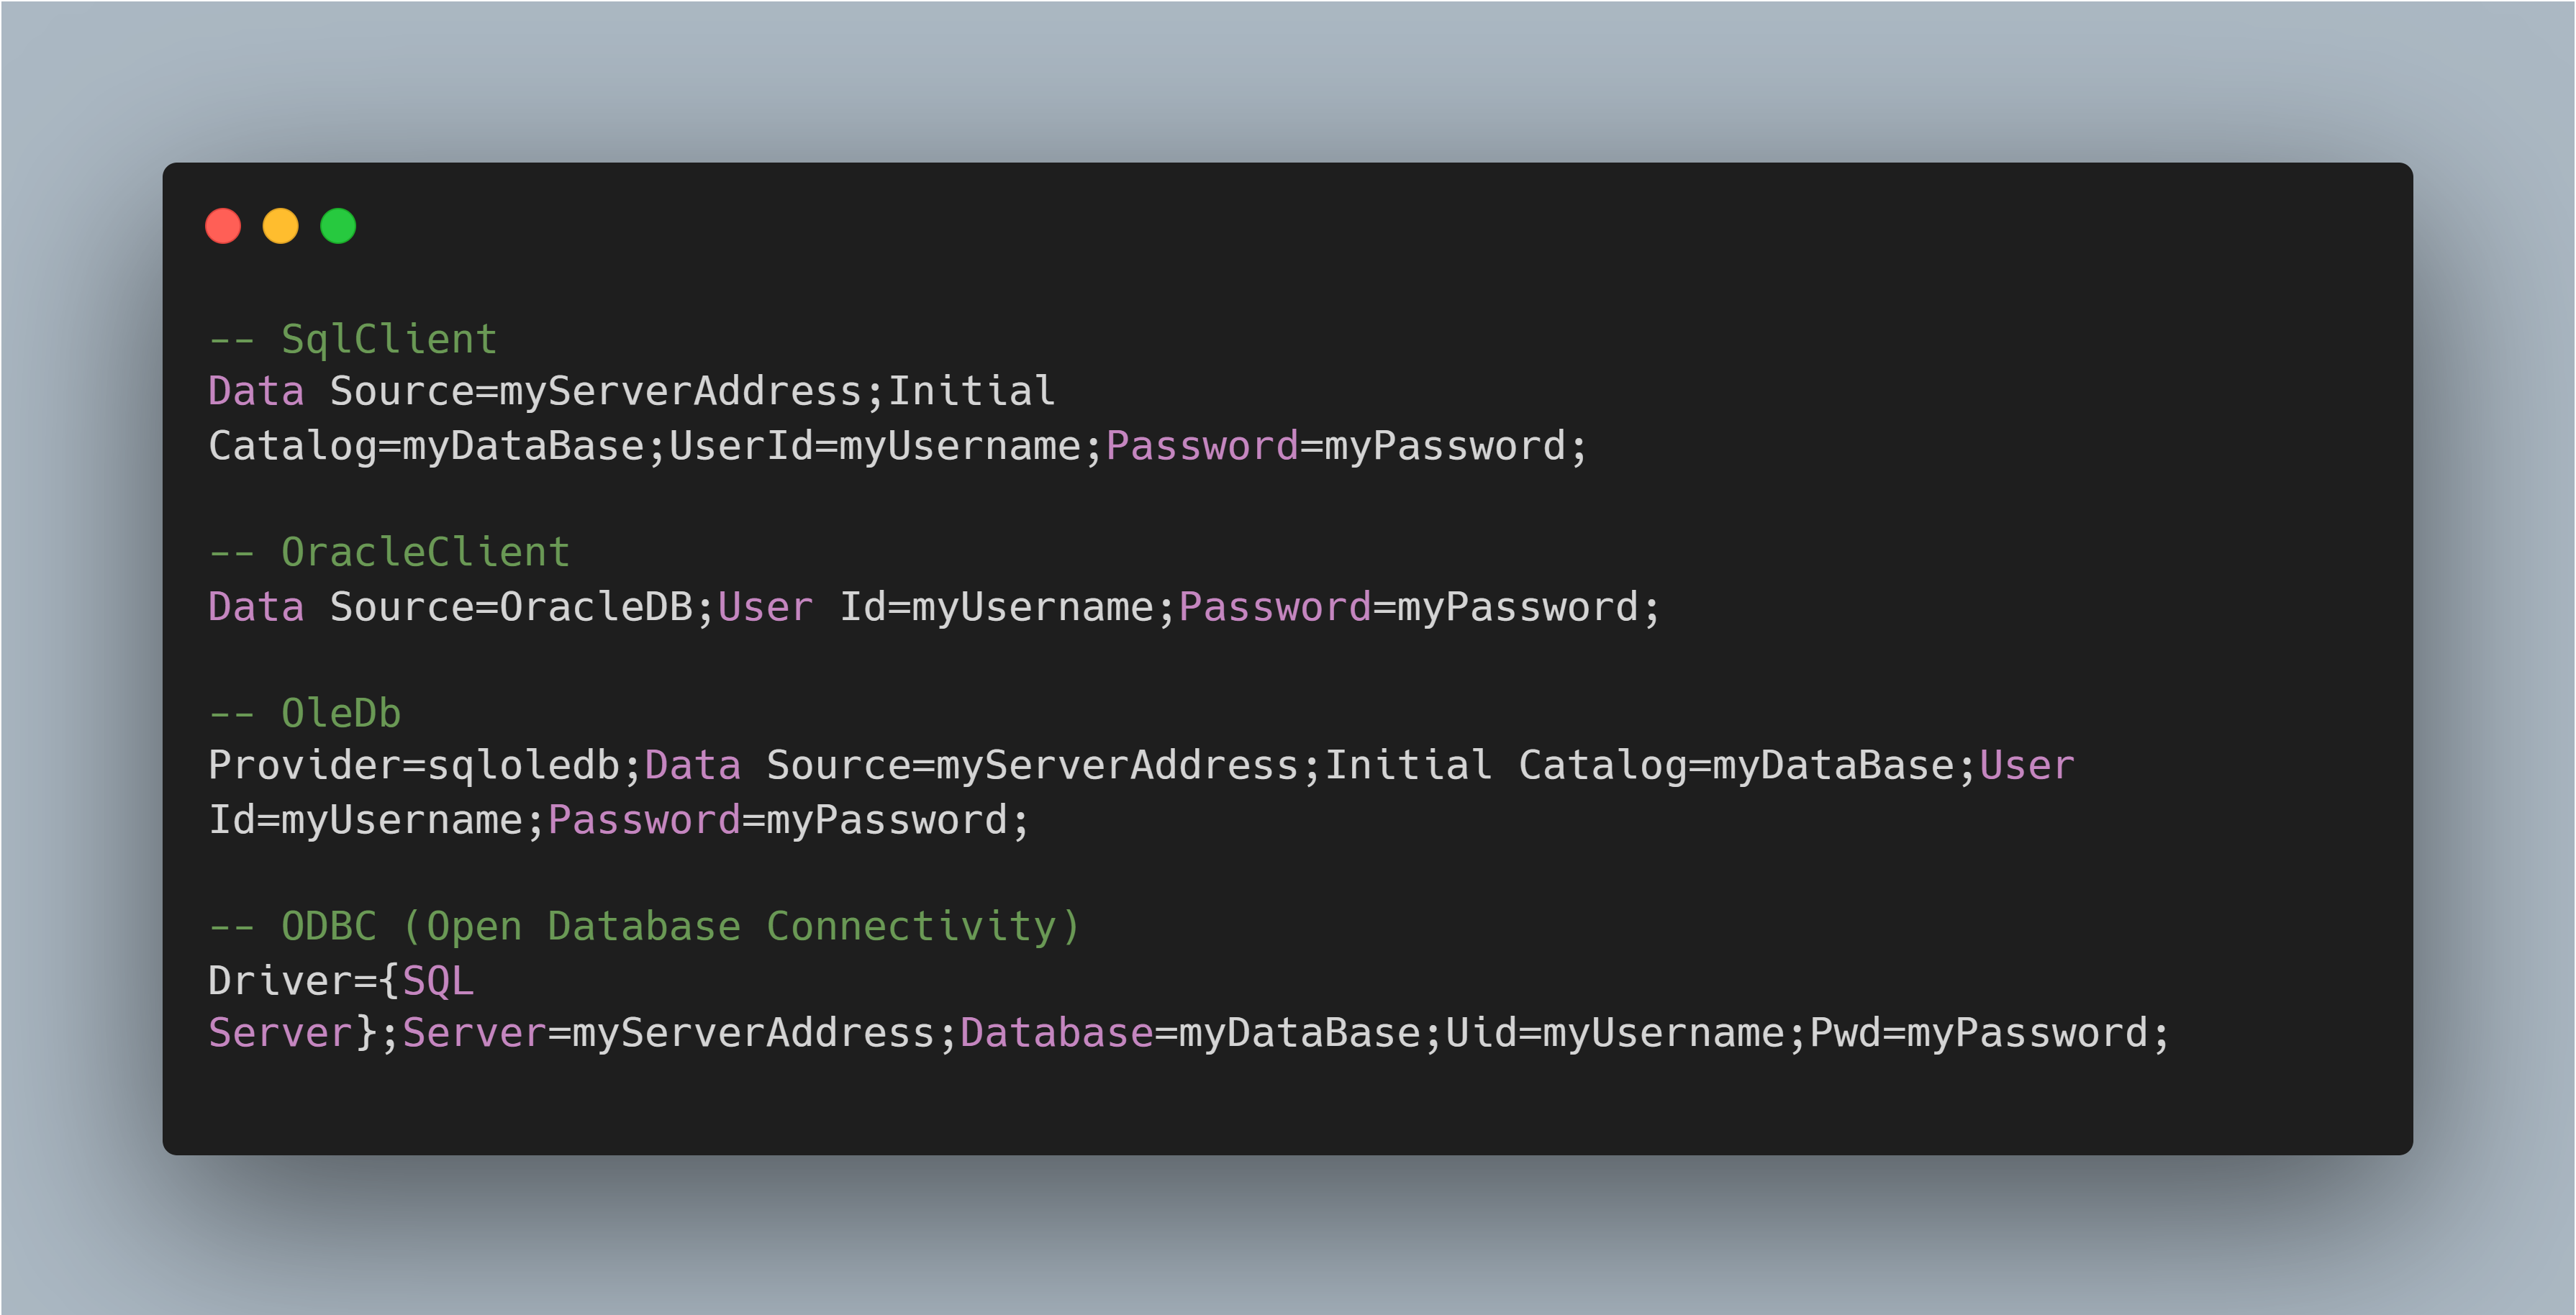 -- SqlClient
Data Source=myServerAddress;Initial
Catalog=myDataBase;UserId=myUsername;Password=myPassword;
-- OracleClient
Data Source=OracleDB;User Id=myUsername;Password=myPassword;
-- OleDb
Provider=sqloledb;Data Source=myServerAddress;Initial Catalog=myDataBase;User
Id=myUsername;Password=myPassword;
-- ODBC (Open Database Connectivity)
Driver={SQL
Server};Server=myServerAddress;Database=myDataBase;Uid=myUsername;Pwd=myPassword;